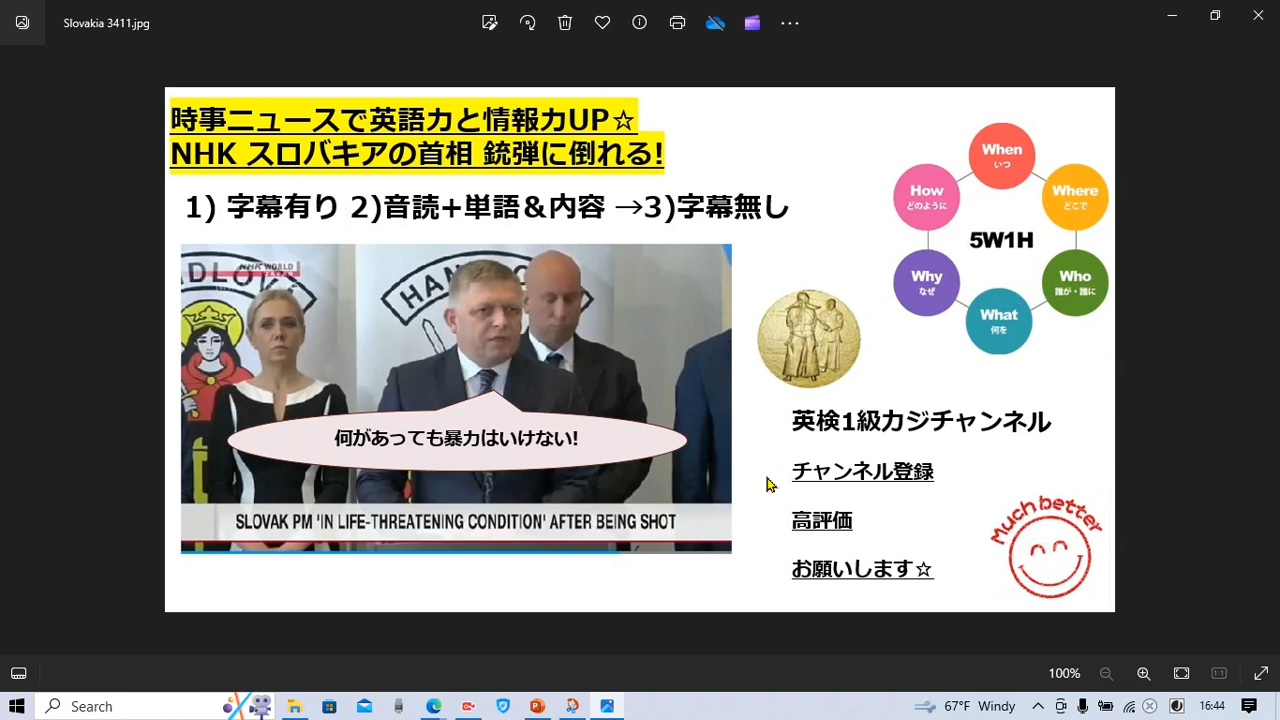 Slovakia 3411.jpg
時事ニュースで英語力と情報力UP☆
NHK スロバキアの首相 銃弾に倒れる!
1) 字幕有り 2)音読+単語＆内容 →3)字幕無し
When
いつ
How
どのように
Where
どこで
5W1H
Why
なぜ
Who
誰が・誰に
What
何を
NHK WORLD
JAPAN
HANDLOVÁ
何があっても暴力はいけない!
SLOVAK PM 'IN LIFE-THREATENING CONDITION' AFTER BEING SHOT
英検1級カジチャンネル
チャンネル登録
高評価
お願いします☆
Much better
100%
1:1
Search
67°F Windy
16:44